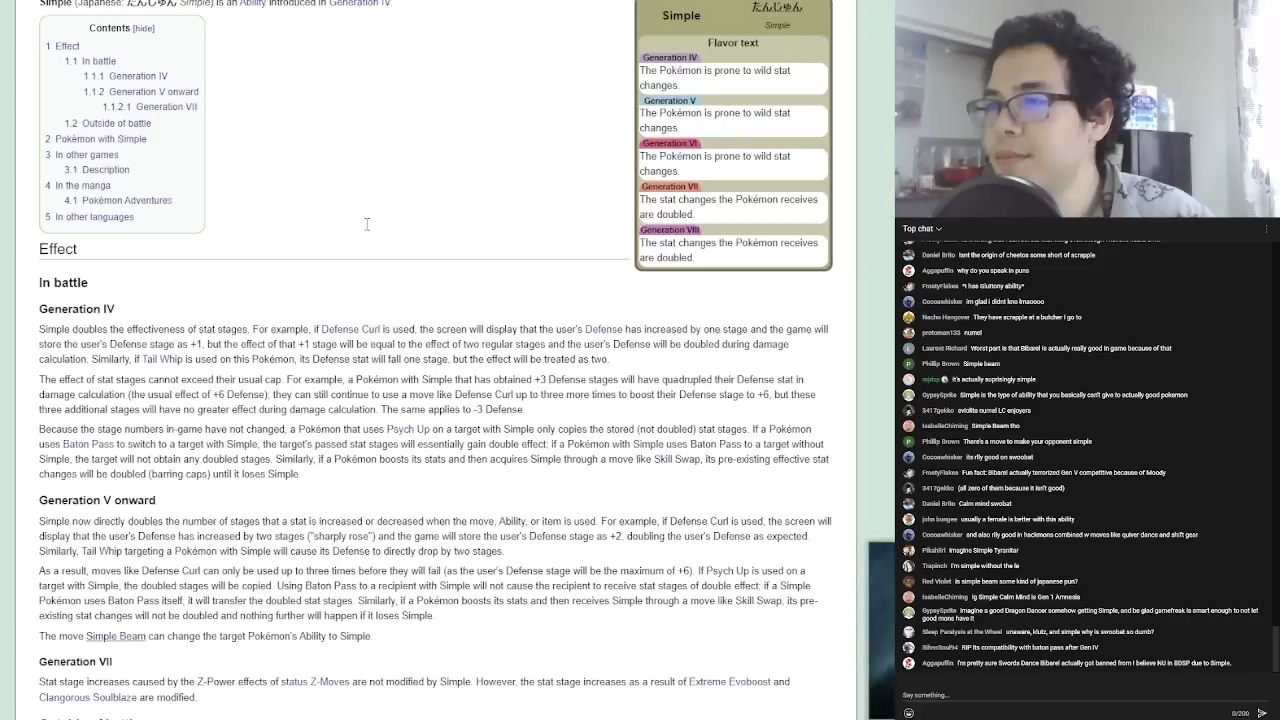 Simple (Japanese: たんじゅん Simple) is an Ability introduced in Generation IV.
Contents [hide]
1 Effect
1.1 In battle
1.1.1 Generation IV
1.1.2 Generation V onward
1.1.2.1 Generation VII
1.2 Outside of battle
2 Pokémon with Simple
3 In other games
3.1 Description
4 In the manga
4.1 Pokémon Adventures
5 In other languages
Simple
たんじゅん
Simple
Flavor text
Generation IV
The Pokémon is prone to wild stat
changes.
Generation V
The Pokémon is prone to wild stat
changes.
Generation VI
The Pokémon is prone to wild stat
changes.
Generation VII
The stat changes the Pokémon receives
are doubled.
Generation VIII
The stat changes the Pokémon receives
are doubled.
Effect
In battle
Generation IV
Simple doubles the effectiveness of stat stages. For example, if Defense Curl is used, the screen will display that the user's Defense has increased by one stage and the game will
store the user's Defense stage as +1, but the effect of that +1 stage will be equal to the effect of two regular stages and the user's Defense will be doubled during damage
calculation. Similarly, if Tail Whip is used on this Pokémon, its Defense stat will fall one stage, but the effect will be treated as two.
The effect of stat stages cannot exceed their usual cap. For example, a Pokémon with Simple that has obtained +3 Defense stages will have quadrupled their Defense stat in
damage calculation (the usual effect of +6 Defense); they can still continue to use a move like Defense Curl up to three more times to boost their Defense stage to +6, but these
three additional stages will have no greater effect during damage calculation. The same applies to -3 Defense.
Because the stage numbers in-game have not changed, a Pokémon that uses Psych Up on a target with Simple only copies the stored (not doubled) stat stages. If a Pokémon
uses Baton Pass to switch to a target with Simple, the target's passed stat stages will essentially gain double effect; if a Pokémon with Simple uses Baton Pass to a target without
Simple, the target will not obtain any doubled stages. Similarly, if a Pokémon boosts its stats and then acquires Simple through a move like Skill Swap, its pre-existing effective stat
changes will be doubled (barring caps) until it loses Simple.
Generation V onward
Simple now directly doubles the number of stages that a stat is increased or decreased when the move, Ability, or item is used. For example, if Defense Curl is used, the screen will
display that the user's Defense has increased by two stages ("sharply rose") and the game will store the user's Defense stage as +2, doubling the user's Defense as expected.
Similarly, Tail Whip targeting a Pokémon with Simple will cause its Defense to directly drop by two stages.
As a result, moves like Defense Curl can only be used up to three times before they will fail (as the user's Defense stage will be the maximum of +6). If Psych Up is used on a
target with Simple, the doubled stages will be copied. Using Baton Pass to a recipient with Simple will not cause the recipient to receive stat stages of double effect; if a Simple
Pokémon uses Baton Pass itself, it will transfer the doubled stat stages. Similarly, if a Pokémon boosts its stats and then receives Simple through a move like Skill Swap, its pre-
existing stat changes will not be doubled and nothing further will happen if it loses Simple.
The move Simple Beam can change the target Pokémon's Ability to Simple.
Generation VII
Stat stage increases caused by the Z-Power effects of status Z-Moves are not modified by Simple. However, the stat stage increases as a result of Extreme Evoboost and
Clangorous Soulblaze are modified.
Top chat
Daniel Brito Isnt the origin of cheetos some short of scrapple
Aggapuffin why do you speak in puns
FrostyFlakes *I has Gluttony ability*
Cocoawhisker im glad i didnt kno lmaoooo
Nacho Hangover They have scrapple at a butcher I go to
protoman133 numel
Laurent Richard Worst part is that Bibarel is actually really good in game because of that
Phillip Brown Simple beam
It's actually suprisingly simple
GypsySprite Simple is the type of ability that you basically can't give to actually good pokemon
3417gekko eviolite numel LC enjoyers
IsabelleChiming Simple Beam tho
Phillip Brown There's a move to make your opponent simple
Cocoawhisker its rlly good on swoobat
FrostyFlakes Fun fact: Bibarel actually terrorized Gen V competitive because of Moody
3417gekko (all zero of them because it isn't good)
Daniel Brito Calm mind swobat
john bungee usually a female is better with this ability
Cocoawhisker and also rlly good in hackmons combined w moves like quiver dance and shift gear
Pikahiiri Imagine Simple Tyranitar
Trapinch I'm simple without the le
Red Violet is simple beam some kind of japanese pun?
IsabelleChiming Ig Simple Calm Mind is Gen 1 Amnesia
GypsySprite Imagine a good Dragon Dancer somehow getting Simple, and be glad gamefreak is smart enough to not let
good mons have it
Sleep Paralysis at the Wheel unaware, klutz, and simple why is swoobat so dumb?
SilverSoul94 RIP its compatibility with baton pass after Gen IV
Aggapuffin I'm pretty sure Swords Dance Bibarel actually got banned from I believe NU in BDSP due to Simple.
Say something...
0/200